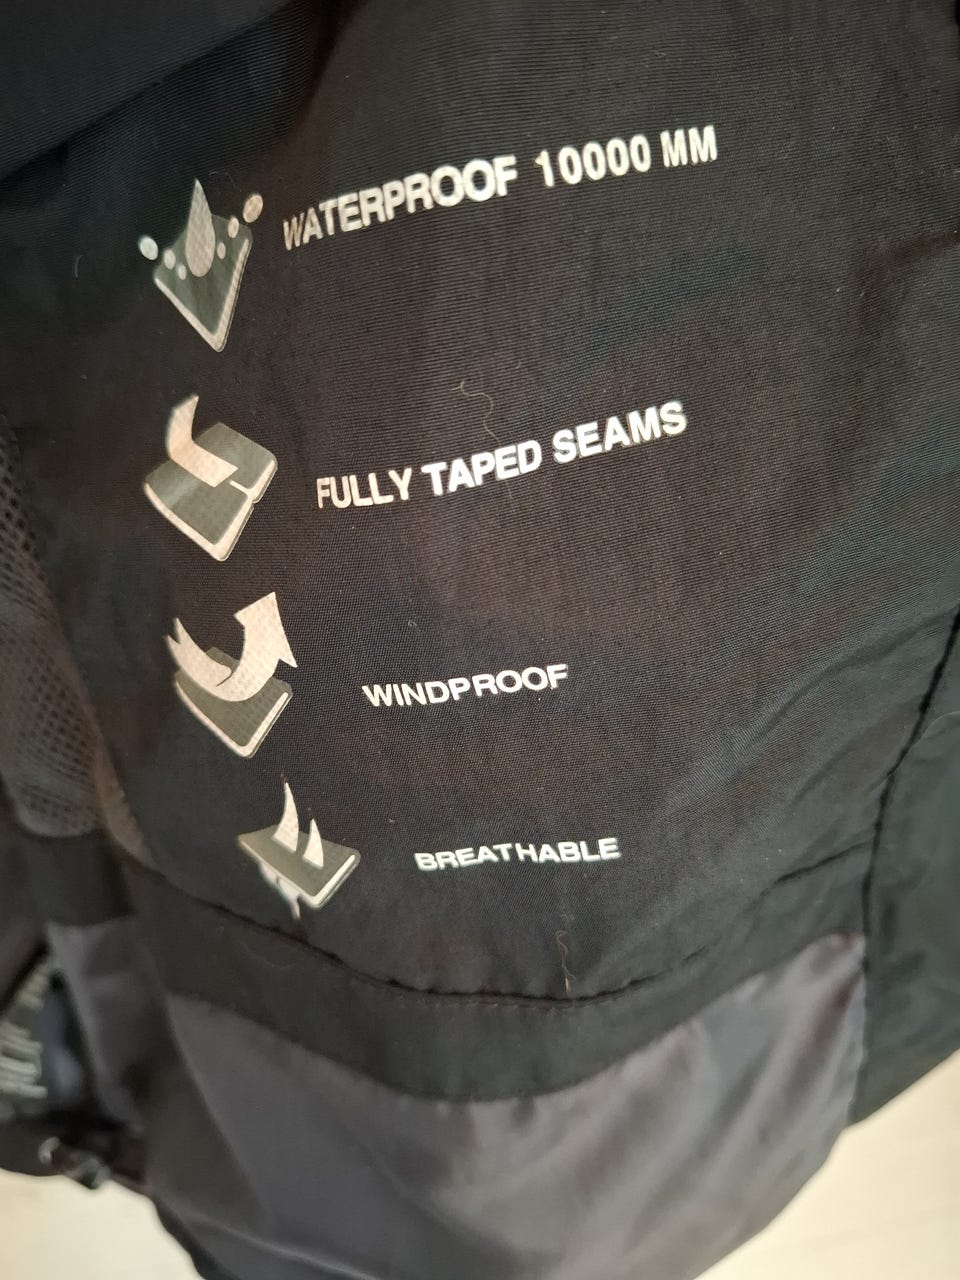 WATERPROOF 10000 MM
FULLY TAPED SEAMS
WINDPROOF
BREATHABLE